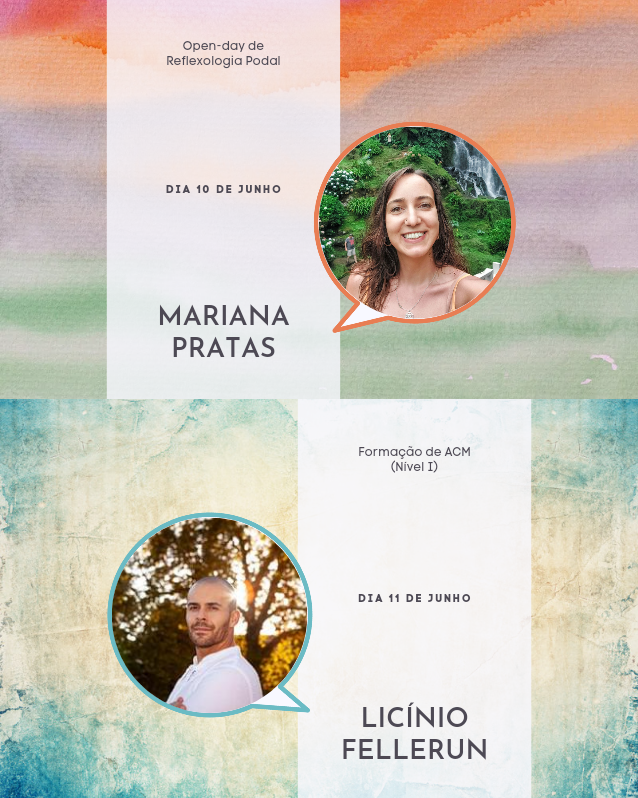 Open-day de
Reflexologia Podal
DIA 10 DE JUNHO
MARIANA
PRATAS
Formação de ACM
(Nível I)
DIA 11 DE JUNHO
LICÍNIO
FELLERUN